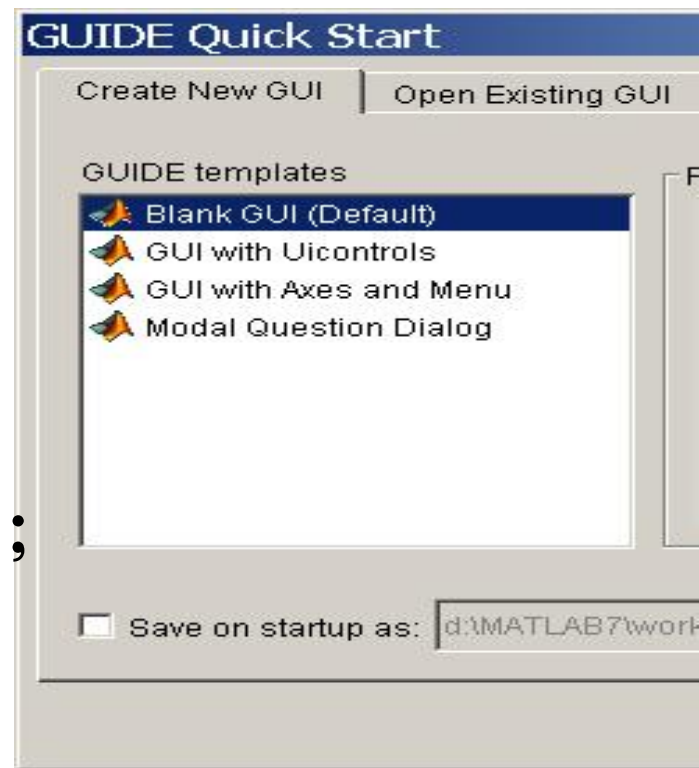 GUIDE Quick Start
Create New GUI
Open Existing GUI
GUIDE templates
Blank GUI (Default)
GUI with Uicontrols
GUI with Axes and Menu
Modal Question Dialog
;
Save on startup as: d:\MATLAB7\work